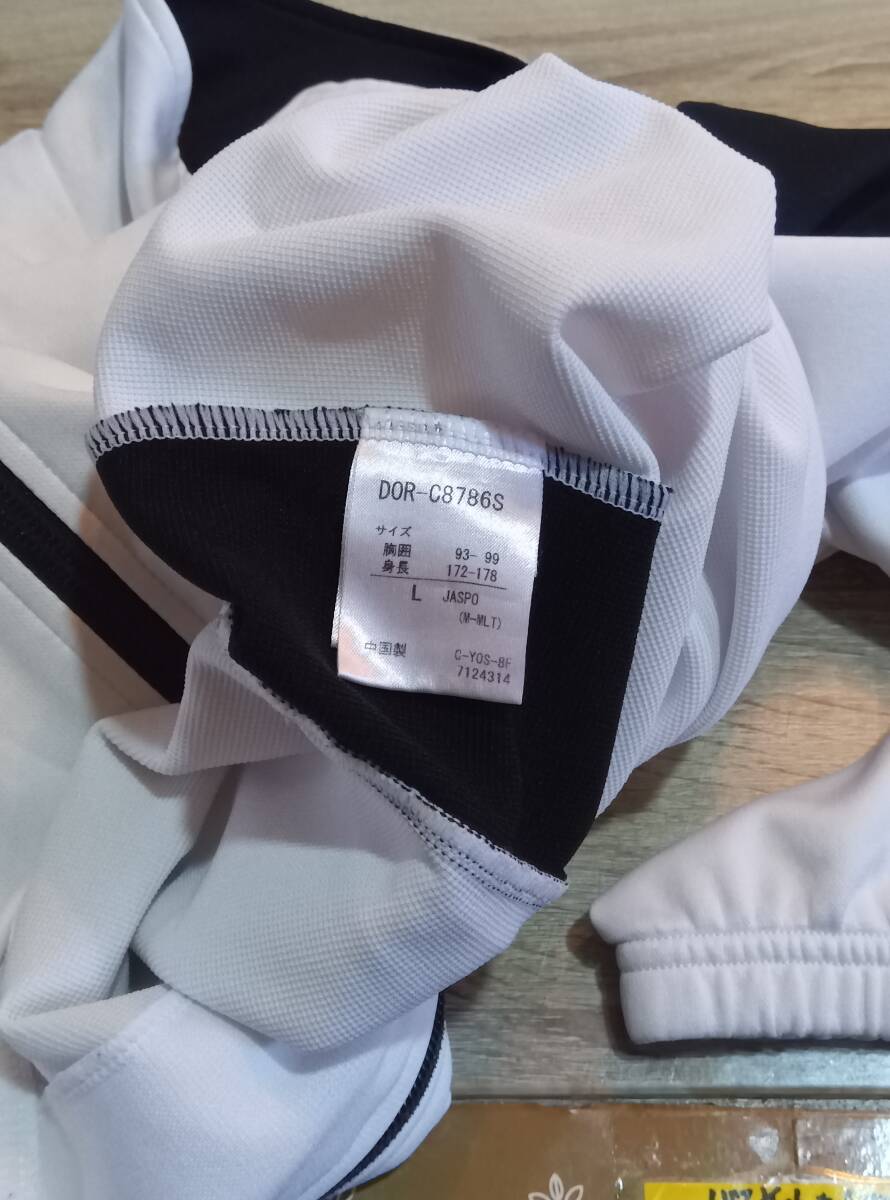 DOR-C8786S
サイズ
胸囲 93- 99
身長 172-178
L JASPO
(M-MLT)
中国製 C-YOS-8F
7124314